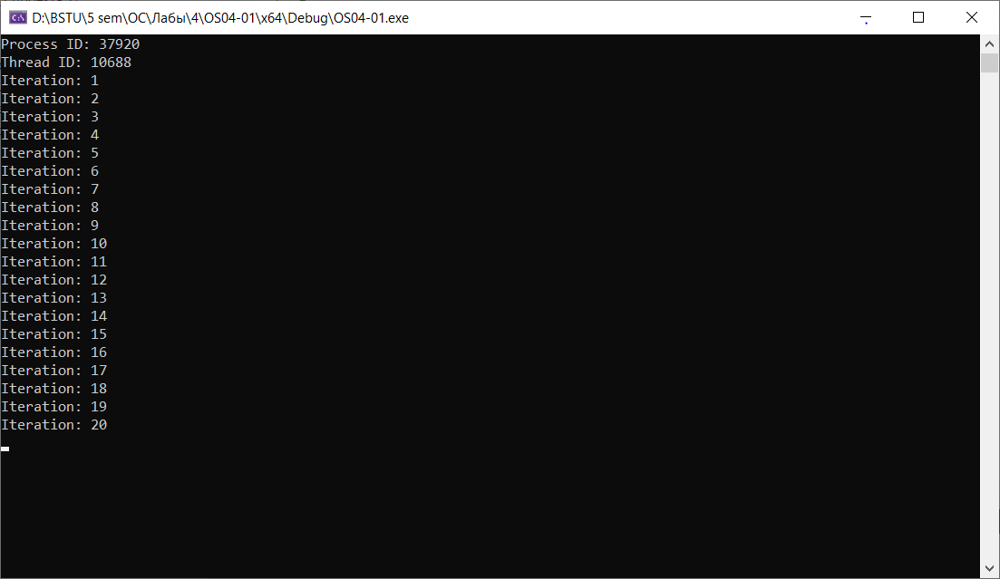 D:\BSTU\5 sem\ОС\Лабы\4\OS04-01\x64\Debug\OS04-01.exe
Process ID: 37920
Thread ID: 10688
Iteration: 1
Iteration: 2
Iteration: 3
Iteration: 4
Iteration: 5
Iteration: 6
Iteration: 7
Iteration: 8
Iteration: 9
Iteration: 10
Iteration: 11
Iteration: 12
Iteration: 13
Iteration: 14
Iteration: 15
Iteration: 16
Iteration: 17
Iteration: 18
Iteration: 19
Iteration: 20